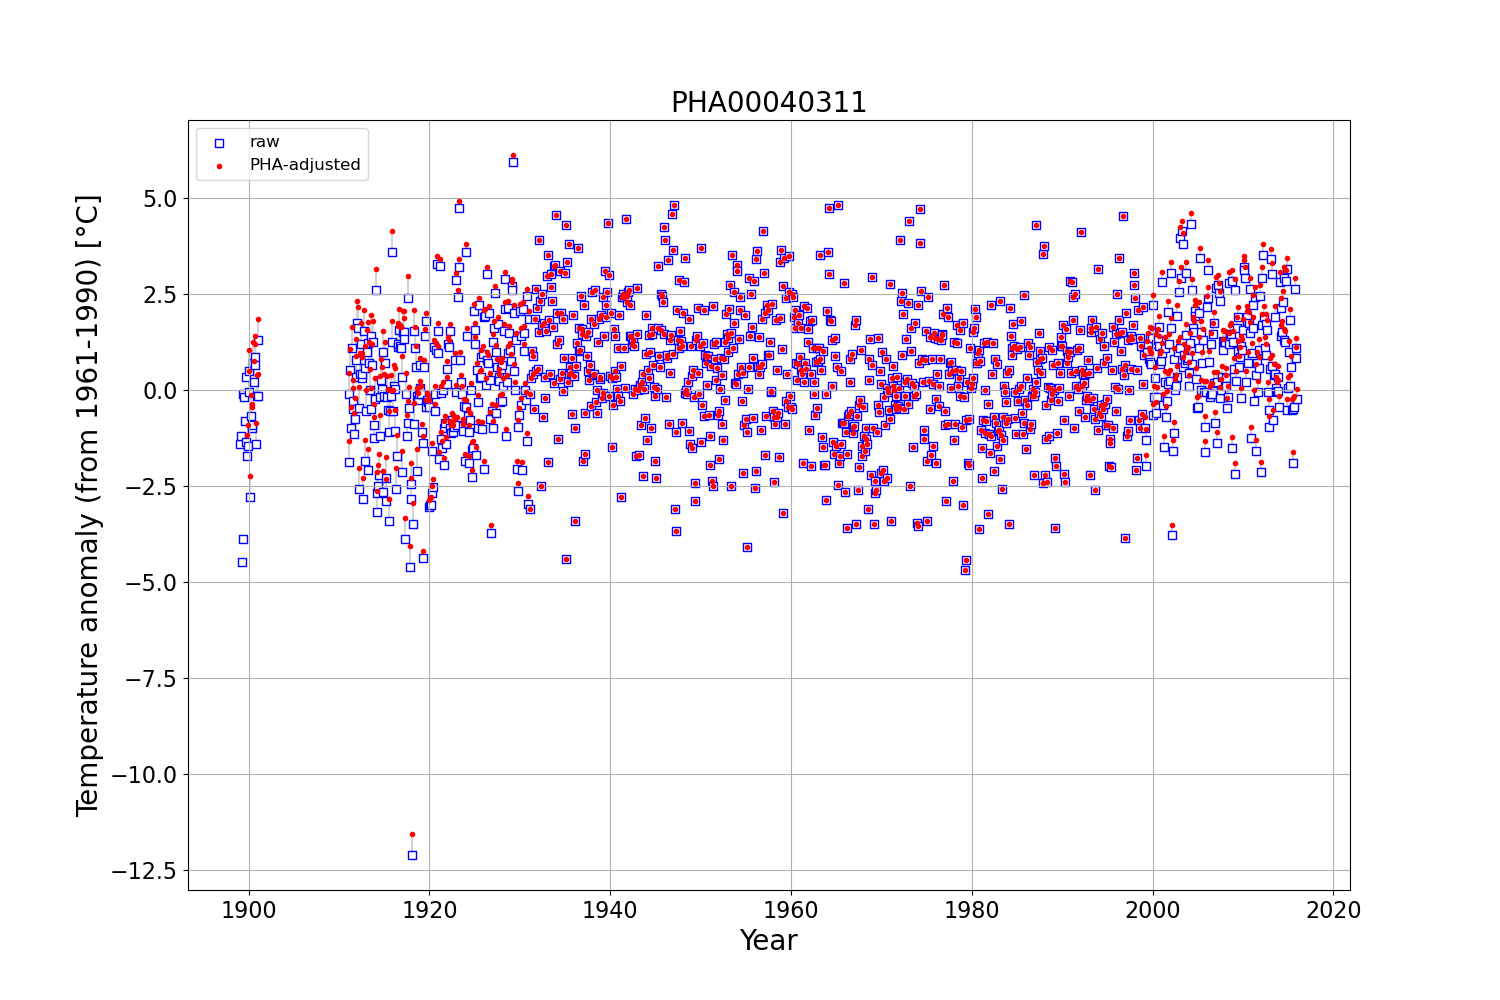 PHA00040311
raw
PHA-adjusted
Temperature anomaly (from 1961-1990) [°C]
5.0
2.5
0.0
−2.5
−5.0
−7.5
−10.0
−12.5
1900 1920 1940 1960 1980 2000 2020
Year